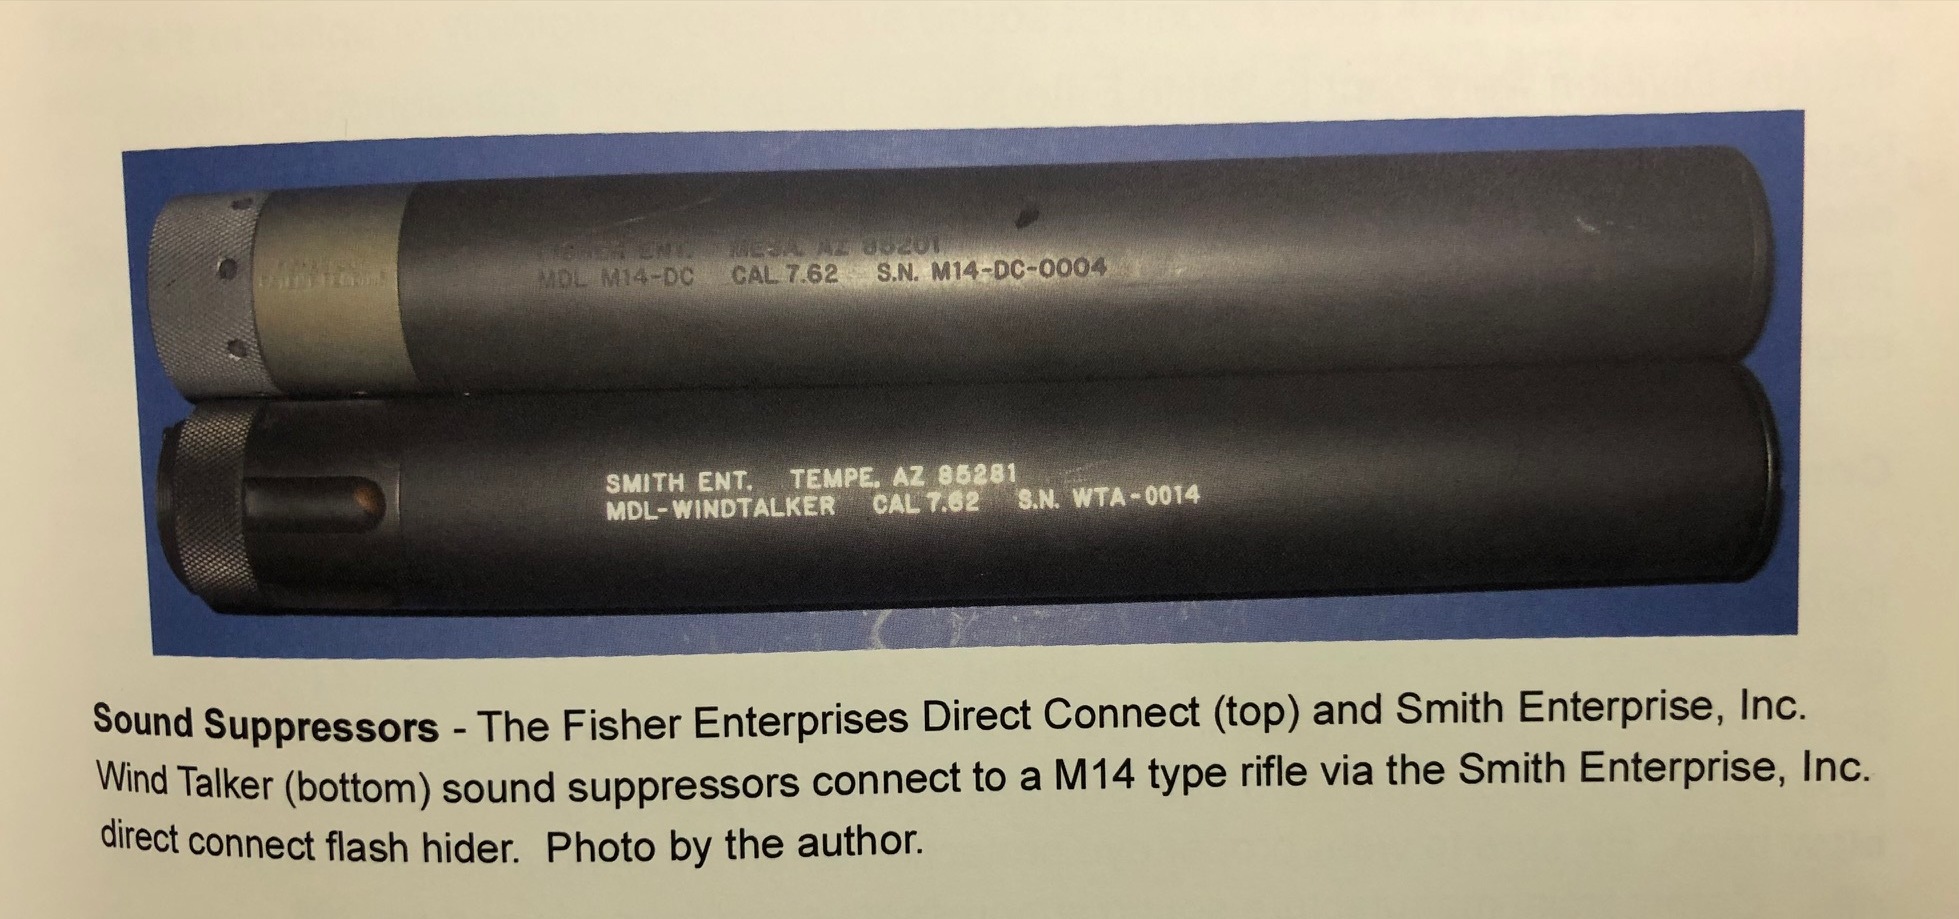 FISHER ENT. MESA, AZ 85201
MDL M14-DC CAL 7.62 S.N. M14-DC-0004
SMITH ENT. TEMPE, AZ 85281
MDL-WINDTALKER CAL 7.62 S.N. WTA-0014
Sound Suppressors - The Fisher Enterprises Direct Connect (top) and Smith Enterprise, Inc.
Wind Talker (bottom) sound suppressors connect to a M14 type rifle via the Smith Enterprise, Inc.
direct connect flash hider. Photo by the author.